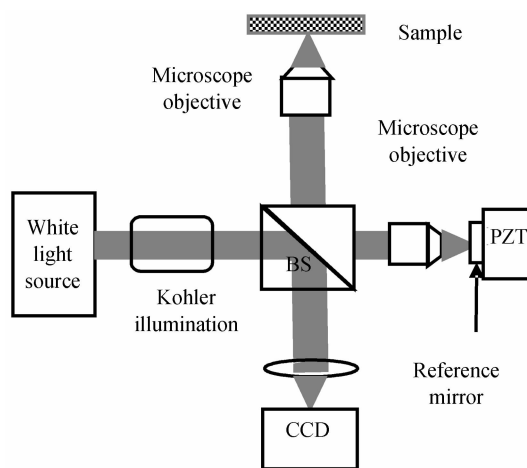 Sample
Microscope
objective
Microscope
objective
White
light
source
BS
PZT
Kohler
illumination
Reference
mirror
CCD